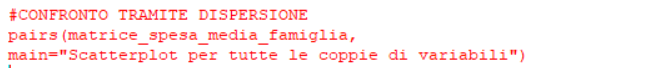 #CONFRONTO TRAMITE DISPERSIONE
pairs(matrice_spesa_media_famiglia,
main="Scatterplot per tutte le coppie di variabili")